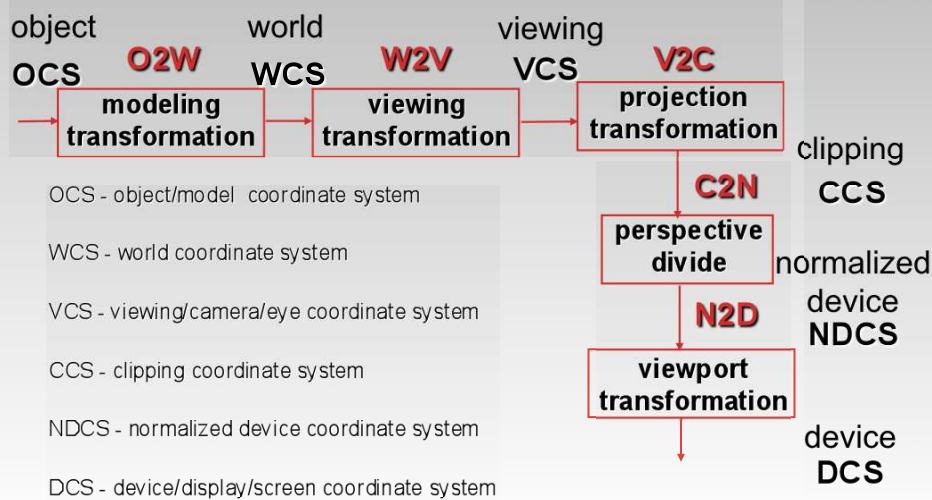 object
OCS
O2W
modeling
transformation
world
WCS
W2V
viewing
transformation
viewing
VCS
V2C
projection
transformation
clipping
CCS
C2N
perspective
divide
normalized
device
NDCS
N2D
viewport
transformation
device
DCS
OCS - object/model coordinate system
WCS - world coordinate system
VCS - viewing/camera/eye coordinate system
CCS - clipping coordinate system
NDCS - normalized device coordinate system
DCS - device/display/screen coordinate system